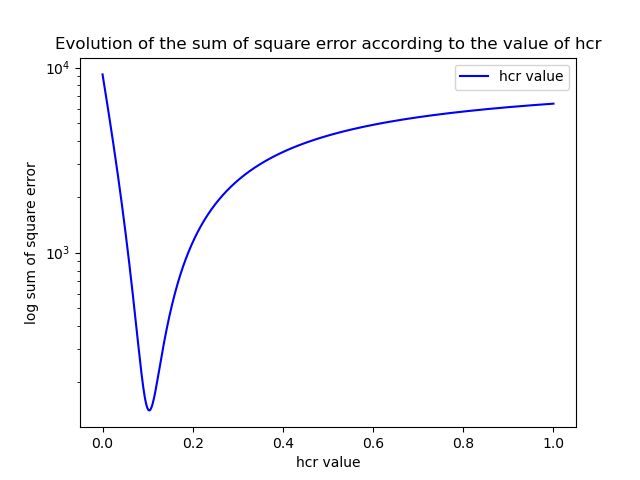 Evolution of the sum of square error according to the value of hcr
hcr value
10⁴
10³
log sum of square error
0.0 0.2 0.4 0.6 0.8 1.0
hcr value